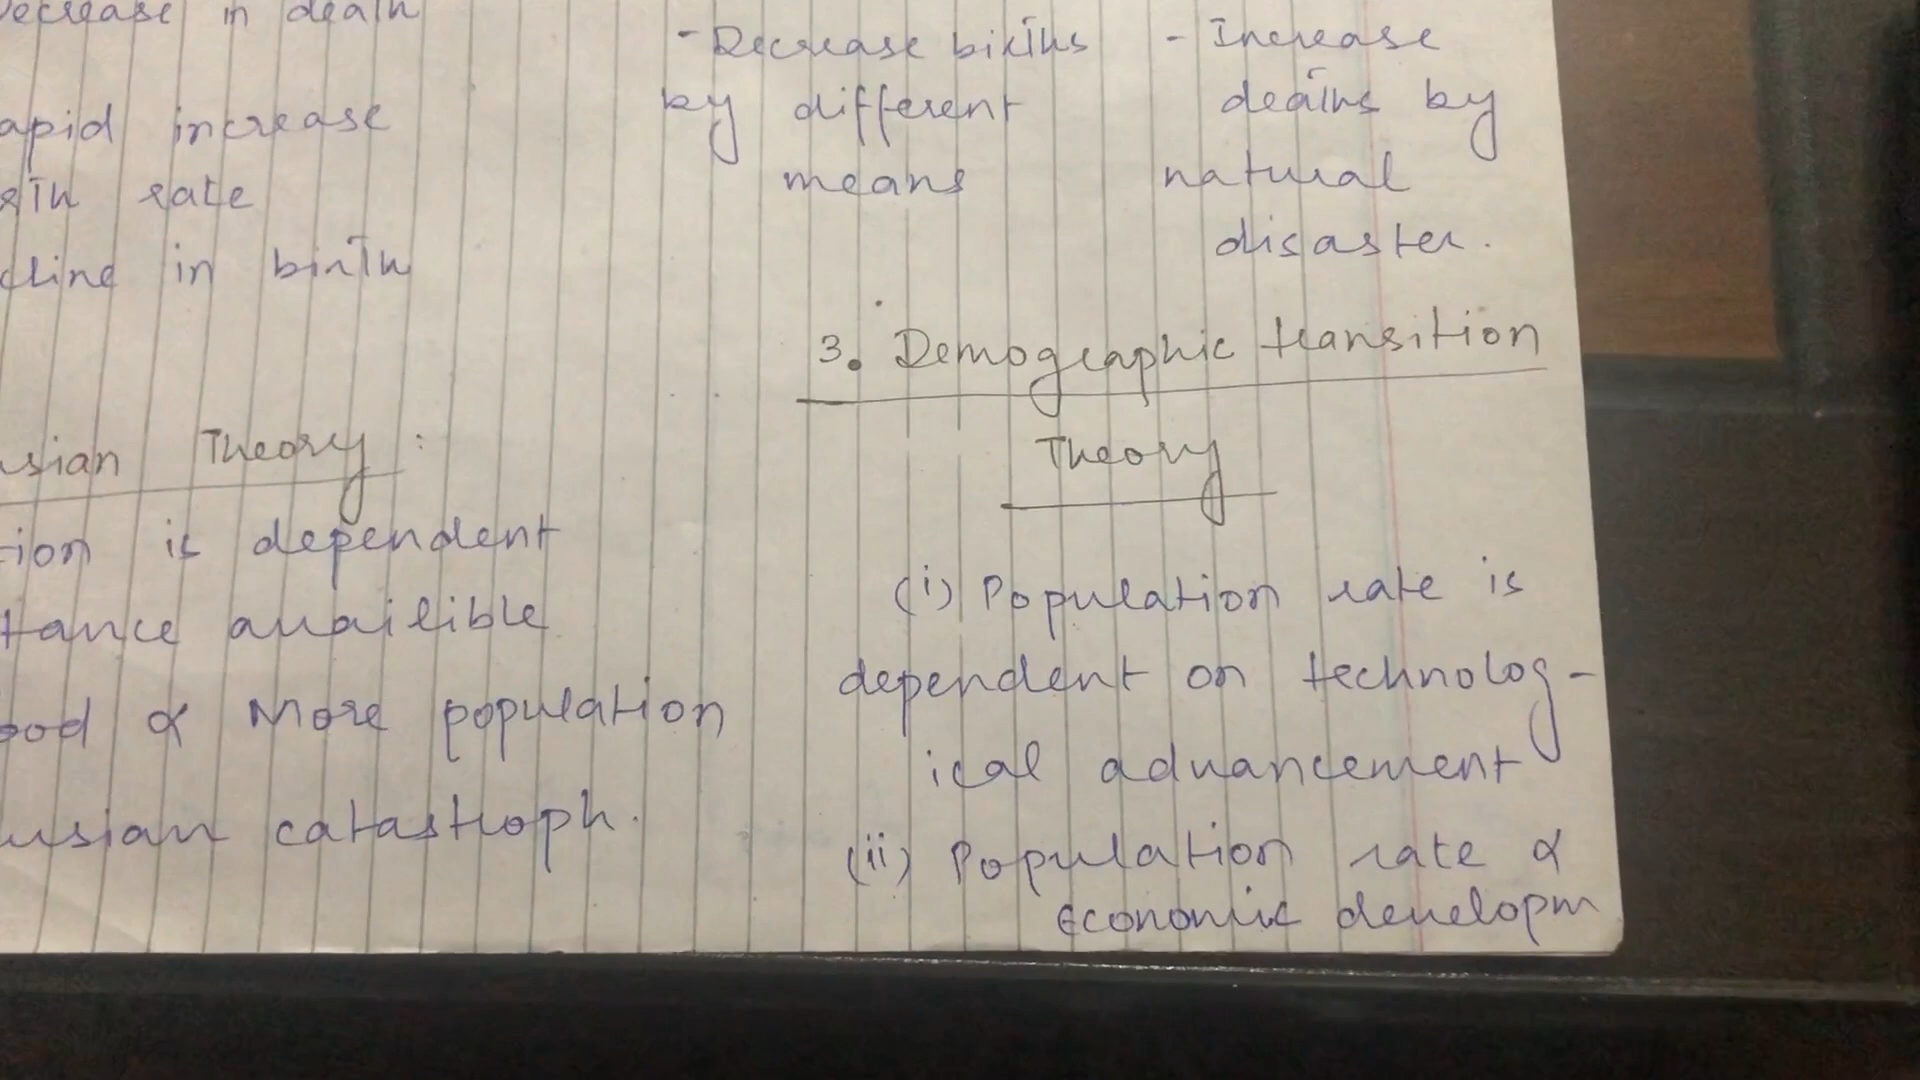 Decrease in death
apid increase
rth rate
cline in birth
usian Theory :
tion is dependent
tance availible
ood ∝ More population
usian catastroph.
- Decrease births
by different
means
- Increase
deaths by
natural
disaster.
3. Demographic transition
Theory
(i) Population rate is
dependent on technolog-
ical advancement
(ii) Population rate ∝
Economic developm